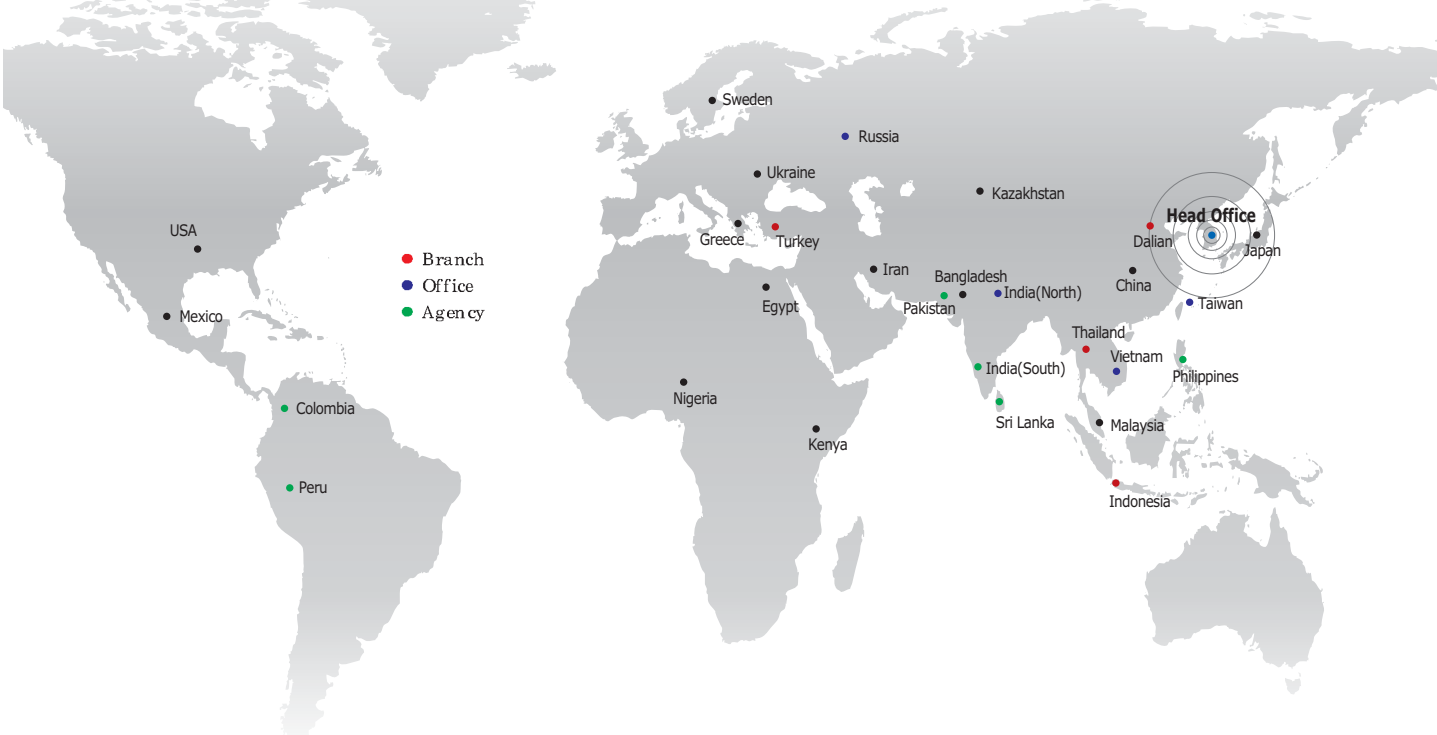 Sweden
Russia
Ukraine
Kazakhstan
Head Office
USA
Greece
Turkey
Dalian
Japan
Branch
Iran
Bangladesh
China
Office
Egypt
Pakistan
India(North)
Taiwan
Agency
Mexico
Thailand
Vietnam
India(South)
Philippines
Nigeria
Colombia
Sri Lanka
Malaysia
Kenya
Peru
Indonesia